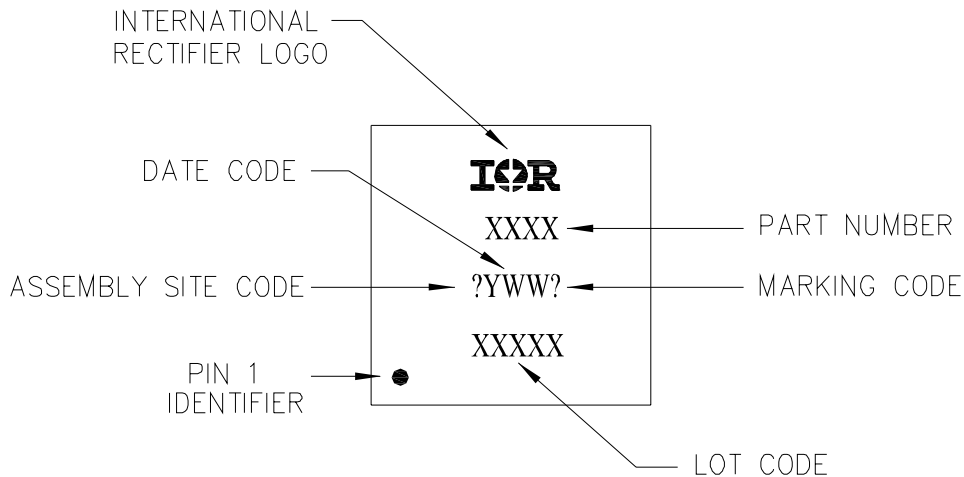 INTERNATIONAL
RECTIFIER LOGO
IOR
DATE CODE
XXXX
PART NUMBER
ASSEMBLY SITE CODE
?YWW?
MARKING CODE
XXXXX
PIN 1
IDENTIFIER
LOT CODE